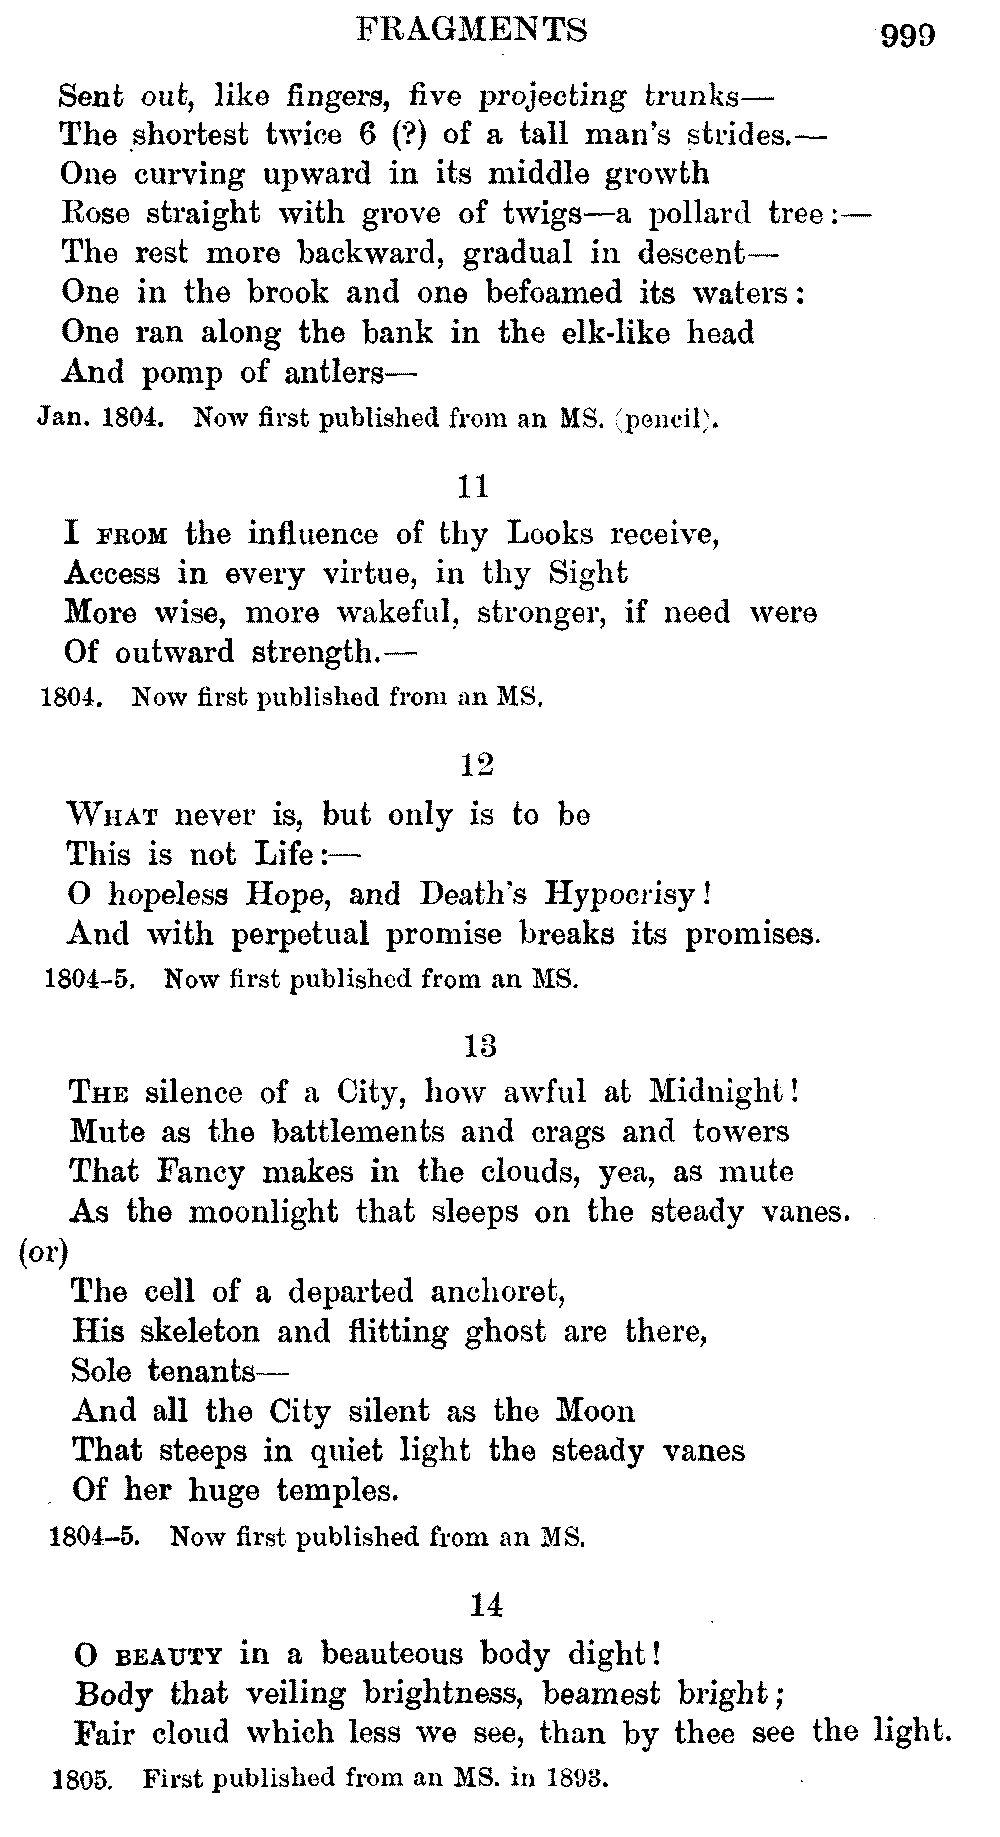 FRAGMENTS 999
Sent out, like fingers, five projecting trunks—
The shortest twice 6 (?) of a tall man's strides.—
One curving upward in its middle growth
Rose straight with grove of twigs—a pollard tree:—
The rest more backward, gradual in descent—
One in the brook and one befoamed its waters:
One ran along the bank in the elk-like head
And pomp of antlers—
Jan. 1804. Now first published from an MS. (pencil).
11
I FROM the influence of thy Looks receive,
Access in every virtue, in thy Sight
More wise, more wakeful, stronger, if need were
Of outward strength.—
1804. Now first published from an MS.
12
WHAT never is, but only is to be
This is not Life:—
O hopeless Hope, and Death's Hypocrisy!
And with perpetual promise breaks its promises.
1804-5. Now first published from an MS.
13
THE silence of a City, how awful at Midnight!
Mute as the battlements and crags and towers
That Fancy makes in the clouds, yea, as mute
As the moonlight that sleeps on the steady vanes.
(or)
The cell of a departed anchoret,
His skeleton and flitting ghost are there,
Sole tenants—
And all the City silent as the Moon
That steeps in quiet light the steady vanes
Of her huge temples.
1804-5. Now first published from an MS.
14
O BEAUTY in a beauteous body dight!
Body that veiling brightness, beamest bright;
Fair cloud which less we see, than by thee see the light.
1805. First published from an MS. in 1893.